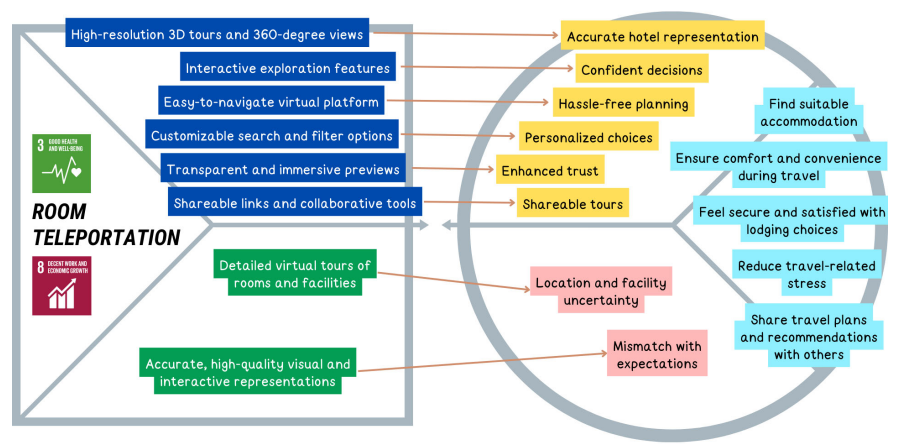 High-resolution 3D tours and 360-degree views
Accurate hotel representation
Interactive exploration features
Confident decisions
Easy-to-navigate virtual platform
Hassle-free planning
Customizable search and filter options
Personalized choices
Transparent and immersive previews
Enhanced trust
Shareable links and collaborative tools
Shareable tours
3 GOOD HEALTH
AND WELL-BEING
ROOM
TELEPORTATION
8 DECENT WORK AND
ECONOMIC GROWTH
Detailed virtual tours of
rooms and facilities
Location and facility
uncertainty
Accurate, high-quality visual and
interactive representations
Mismatch with
expectations
Find suitable
accommodation
Ensure comfort and convenience
during travel
Feel secure and satisfied with
lodging choices
Reduce travel-related
stress
Share travel plans
and recommendations
with others